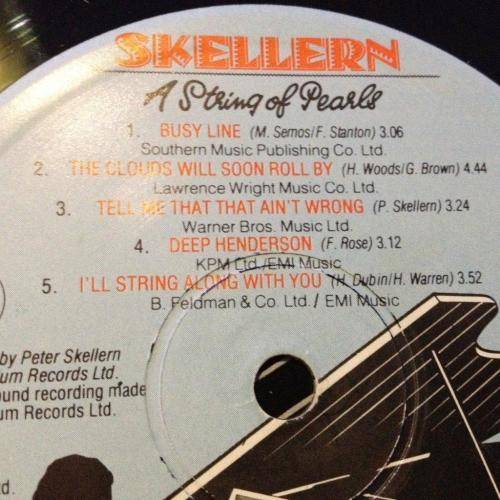 SKELLERN
A String of Pearls
1. BUSY LINE (M. Semos/F. Stanton) 3.06
Southern Music Publishing Co. Ltd.
2. THE CLOUDS WILL SOON ROLL BY (H. Woods/G. Brown) 4.44
Lawrence Wright Music Co. Ltd.
3. TELL ME THAT THAT AIN'T WRONG (P. Skellern) 3.24
Warner Bros. Music Ltd.
4. DEEP HENDERSON (F. Rose) 3.12
KPM Ltd./EMI Music
5. I'LL STRING ALONG WITH YOU (H. Dubin/H. Warren) 3.52
B. Feldman & Co. Ltd./EMI Music
by Peter Skellern
um Records Ltd.
ound recording made
um Records Ltd.
d.